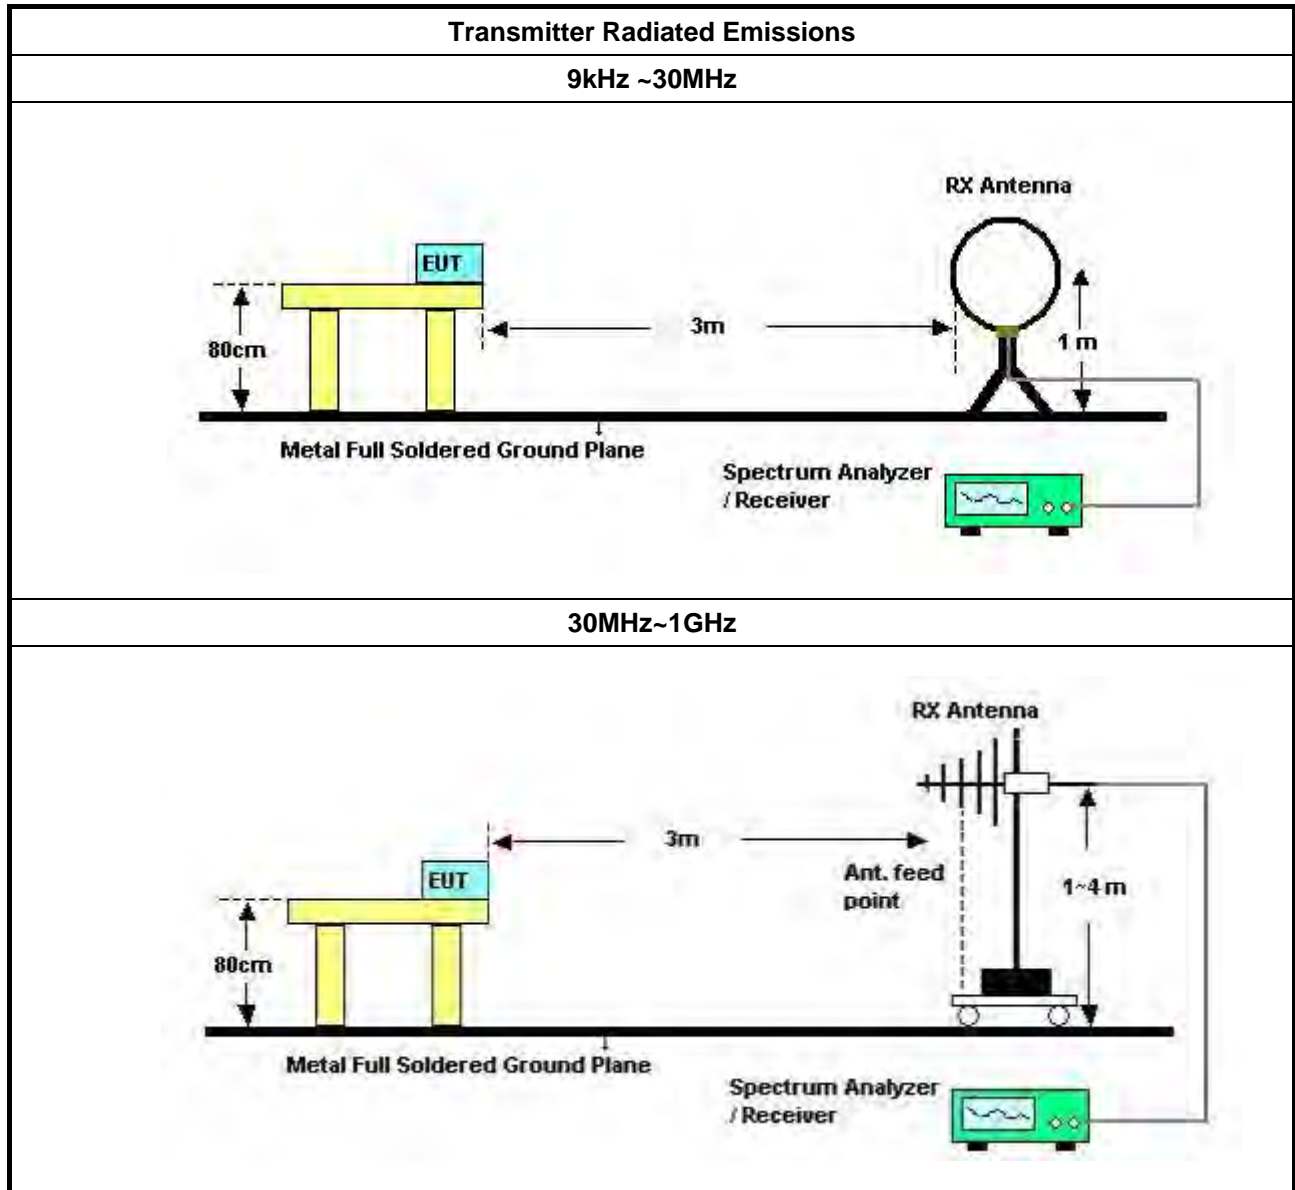 Transmitter Radiated Emissions
9kHz ~30MHz
RX Antenna
EUT
3m
80cm
1 m
Metal Full Soldered Ground Plane
Spectrum Analyzer
/ Receiver
30MHz~1GHz
RX Antenna
3m
EUT
Ant. feed
point
1~4 m
80cm
Metal Full Soldered Ground Plane
Spectrum Analyzer
/ Receiver